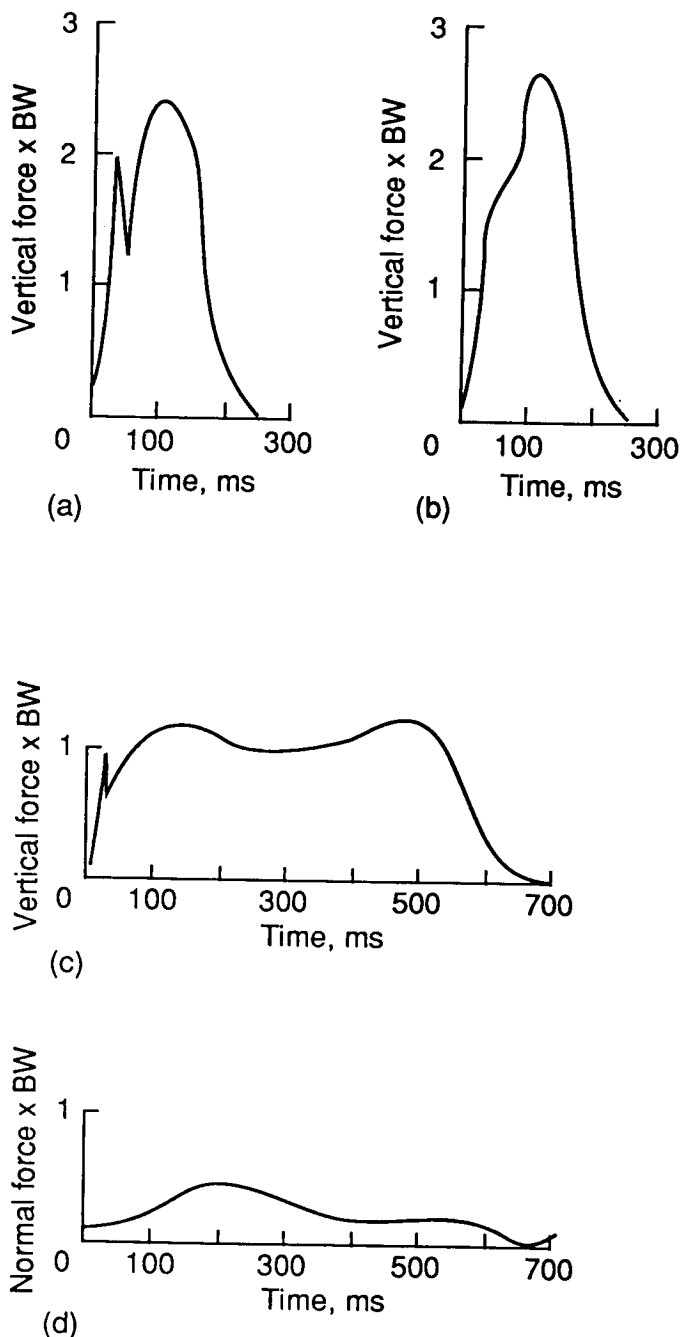 3
2
1
0
100
300
Vertical force x BW
Time, ms
(a)
3
2
1
0
100
300
Vertical force x BW
Time, ms
(b)
1
0
100
300
500
700
Vertical force x BW
Time, ms
(c)
1
0
100
300
500
700
Normal force x BW
Time, ms
(d)